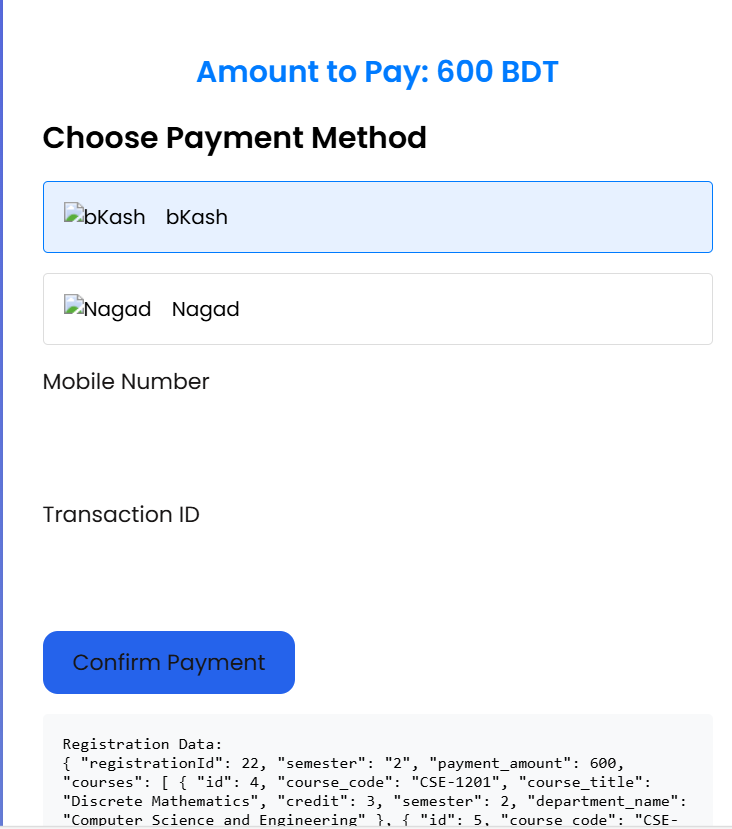 Amount to Pay: 600 BDT
Choose Payment Method
bKash bKash
Nagad Nagad
Mobile Number
Transaction ID
Confirm Payment
Registration Data:
{ "registrationId": 22, "semester": "2", "payment_amount": 600,
"courses": [ { "id": 4, "course_code": "CSE-1201", "course_title":
"Discrete Mathematics", "credit": 3, "semester": 2, "department_name":
"Computer Science and Engineering" }, { "id": 5, "course_code": "CSE-